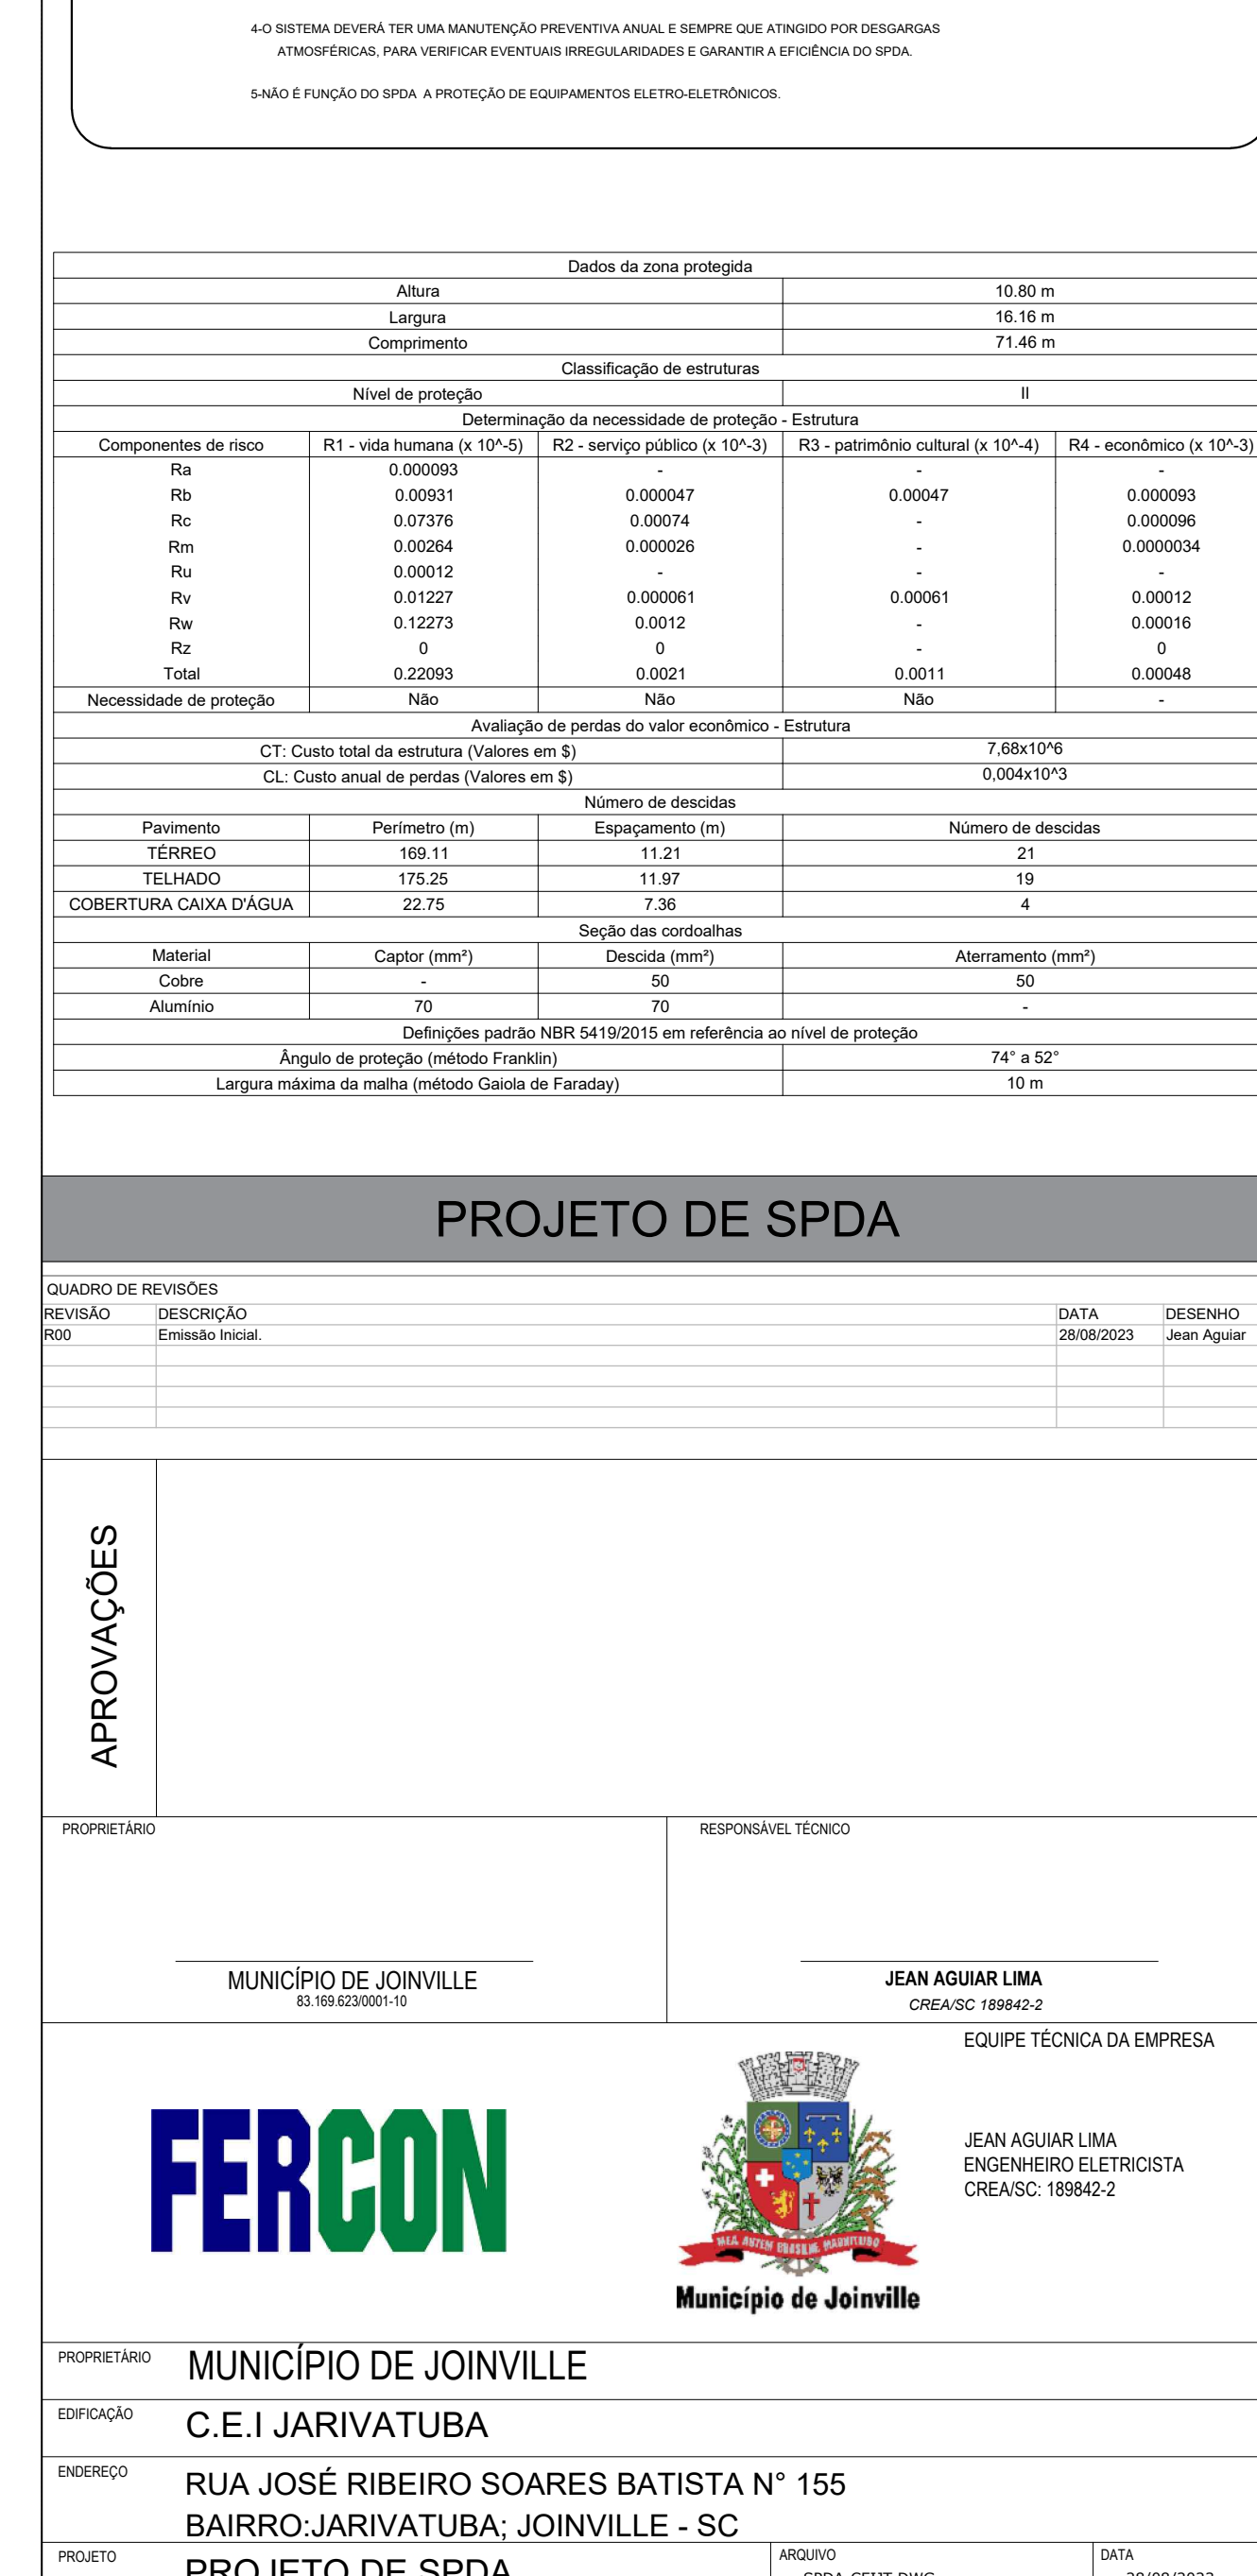 4-O SISTEMA DEVERÁ TER UMA MANUTENÇÃO PREVENTIVA ANUAL E SEMPRE QUE ATINGIDO POR DESGARGAS
ATMOSFÉRICAS, PARA VERIFICAR EVENTUAIS IRREGULARIDADES E GARANTIR A EFICIÊNCIA DO SPDA.
5-NÃO É FUNÇÃO DO SPDA A PROTEÇÃO DE EQUIPAMENTOS ELETRO-ELETRÔNICOS.
Dados da zona protegida
Altura 10.80 m
Largura 16.16 m
Comprimento 71.46 m
Classificação de estruturas
Nível de proteção II
Determinação da necessidade de proteção - Estrutura
Componentes de risco R1 - vida humana (x 10^-5) R2 - serviço público (x 10^-3) R3 - patrimônio cultural (x 10^-4) R4 - econômico (x 10^-3)
Ra 0.000093 - - -
Rb 0.00931 0.000047 0.00047 0.000093
Rc 0.07376 0.00074 - 0.000096
Rm 0.00264 0.000026 - 0.0000034
Ru 0.00012 - - -
Rv 0.01227 0.000061 0.00061 0.00012
Rw 0.12273 0.0012 - 0.00016
Rz 0 0 - 0
Total 0.22093 0.0021 0.0011 0.00048
Necessidade de proteção Não Não Não -
Avaliação de perdas do valor econômico - Estrutura
CT: Custo total da estrutura (Valores em $) 7,68x10^6
CL: Custo anual de perdas (Valores em $) 0,004x10^3
Número de descidas
Pavimento Perímetro (m) Espaçamento (m) Número de descidas
TÉRREO 169.11 11.21 21
TELHADO 175.25 11.97 19
COBERTURA CAIXA D'ÁGUA 22.75 7.36 4
Seção das cordoalhas
Material Captor (mm²) Descida (mm²) Aterramento (mm²)
Cobre - 50 50
Alumínio 70 70 -
Definições padrão NBR 5419/2015 em referência ao nível de proteção
Ângulo de proteção (método Franklin) 74° a 52°
Largura máxima da malha (método Gaiola de Faraday) 10 m
PROJETO DE SPDA
QUADRO DE REVISÕES
REVISÃO DESCRIÇÃO DATA DESENHO
R00 Emissão Inicial. 28/08/2023 Jean Aguiar
APROVAÇÕES
PROPRIETÁRIO
MUNICÍPIO DE JOINVILLE
83.169.623/0001-10
RESPONSÁVEL TÉCNICO
JEAN AGUIAR LIMA
CREA/SC 189842-2
FERCON
MEA AUTEM BRASILIAE MAGNITUDO
Município de Joinville
EQUIPE TÉCNICA DA EMPRESA
JEAN AGUIAR LIMA
ENGENHEIRO ELETRICISTA
CREA/SC: 189842-2
PROPRIETÁRIO MUNICÍPIO DE JOINVILLE
EDIFICAÇÃO C.E.I JARIVATUBA
ENDEREÇO RUA JOSÉ RIBEIRO SOARES BATISTA N° 155
BAIRRO:JARIVATUBA; JOINVILLE - SC
PROJETO PROJETO DE SPDA
ARQUIVO
DATA 28/08/2023